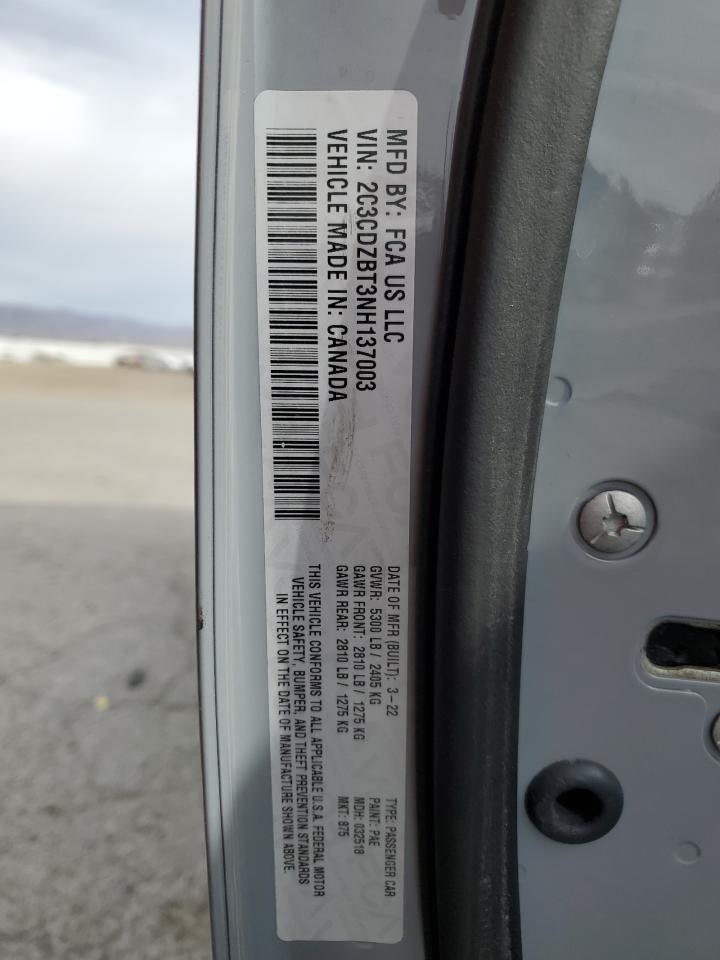 MFD BY: FCA US LLC
VIN: 2C3CDZBT3NH137003
VEHICLE MADE IN: CANADA
DATE OF MFR (BUILT): 3-22
GVWR: 5300 LB / 2405 KG
GAWR FRONT: 2810 LB / 1275 KG
GAWR REAR: 2810 LB / 1275 KG
TYPE: PASSENGER CAR
PAINT: PAE
MDH: 032518
MKT: 875
THIS VEHICLE CONFORMS TO ALL APPLICABLE U.S.A. FEDERAL MOTOR
VEHICLE SAFETY, BUMPER, AND THEFT PREVENTION STANDARDS
IN EFFECT ON THE DATE OF MANUFACTURE SHOWN ABOVE.